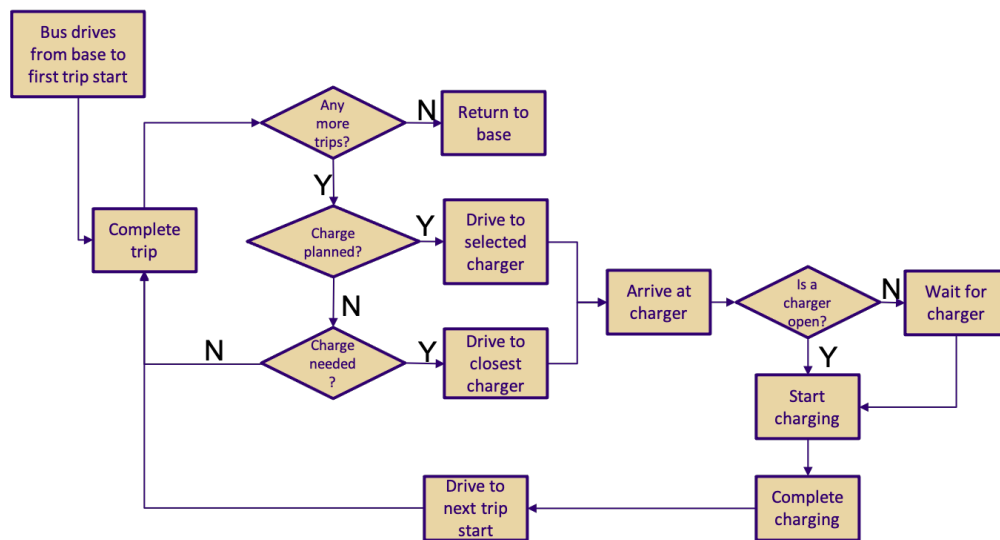 Bus drives
from base to
first trip start
Any
more
trips?
N
Return to
base
Y
Complete
trip
Charge
planned?
Y
Drive to
selected
charger
N
Arrive at
charger
Is a
charger
open?
N
Wait for
charger
N
Charge
needed
?
Y
Drive to
closest
charger
Y
Start
charging
Drive to
next trip
start
Complete
charging